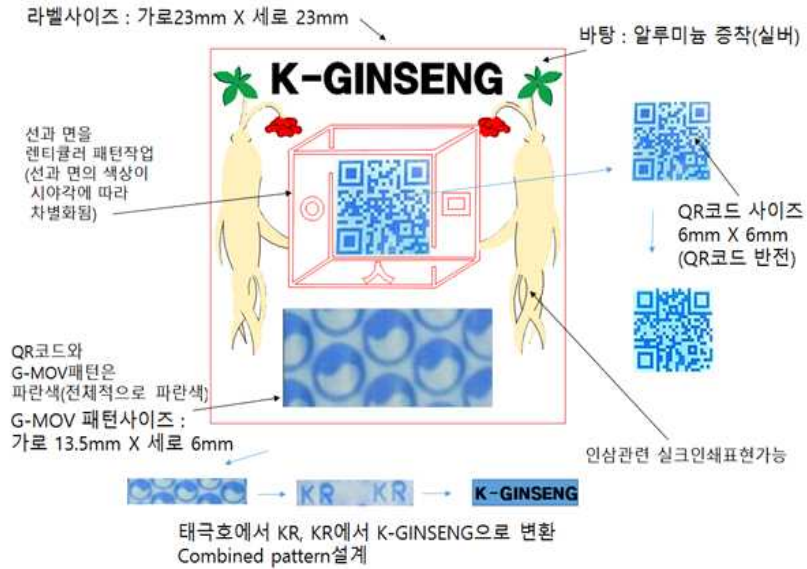 라벨사이즈 : 가로23mm X 세로 23mm
바탕 : 알루미늄 증착(실버)
K-GINSENG
선과 면을
렌티큘러 패턴작업
(선과 면의 색상이
시야각에 따라
차별화됨)
QR코드 사이즈
6mm X 6mm
(QR코드 반전)
QR코드와
G-MOV패턴은
파란색(전체적으로 파란색)
G-MOV 패턴사이즈 :
가로 13.5mm X 세로 6mm
인삼관련 실크인쇄표현가능
KR KR
K-GINSENG
태극호에서 KR, KR에서 K-GINSENG으로 변환
Combined pattern설계